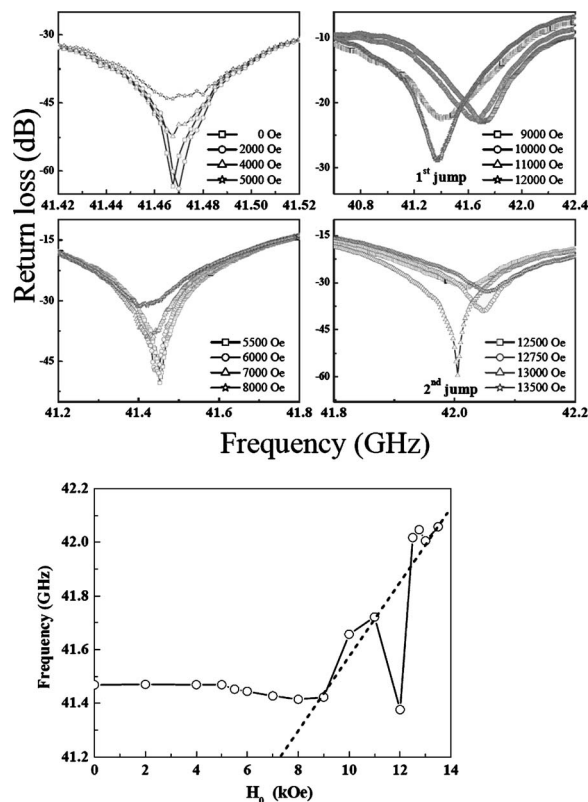 Return loss (dB)
-30
-45
-60
0 Oe
2000 Oe
4000 Oe
5000 Oe
41.42 41.44 41.46 41.48 41.50 41.52
-10
-20
-30
9000 Oe
10000 Oe
11000 Oe
12000 Oe
1st jump
40.8 41.2 41.6 42.0 42.4
-15
-30
-45
5500 Oe
6000 Oe
7000 Oe
8000 Oe
41.2 41.4 41.6 41.8
-15
-30
-45
-60
12500 Oe
12750 Oe
13000 Oe
13500 Oe
2nd jump
41.8 42.0 42.2
Frequency (GHz)
Frequency (GHz)
42.2
42.0
41.8
41.6
41.4
41.2
0 2 4 6 8 10 12 14
H0 (kOe)